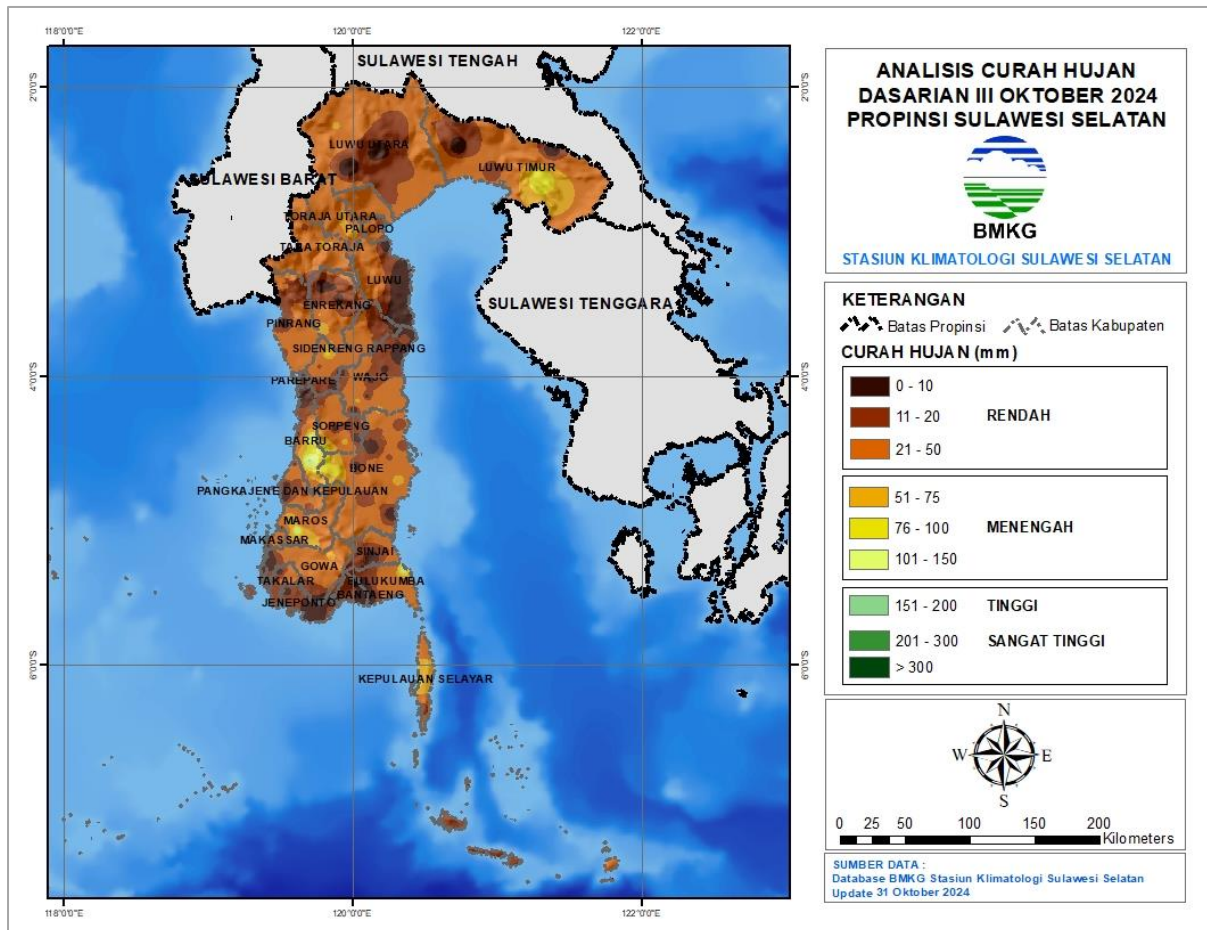 118°0'0"E
120°0'0"E
122°0'0"E
2°0'0"S
2°0'0"S
4°0'0"S
4°0'0"S
6°0'0"S
6°0'0"S
118°0'0"E
120°0'0"E
122°0'0"E
SULAWESI TENGAH
LUWU UTARA
LUWU TIMUR
SULAWESI BARAT
TORAJA UTARA
PALOPO
TANA TORAJA
LUWU
SULAWESI TENGGARA
ENREKANG
PINRANG
SIDENRENG RAPPANG
PAREPARE
WAJO
SOPPENG
BARRU
BONE
PANGKAJENE DAN KEPULAUAN
MAROS
MAKASSAR
SINJAI
GOWA
TAKALAR
BULUKUMBA
BANTAENG
JENEPONTO
KEPULAUAN SELAYAR
ANALISIS CURAH HUJAN
DASARIAN III OKTOBER 2024
PROPINSI SULAWESI SELATAN
BMKG
STASIUN KLIMATOLOGI SULAWESI SELATAN
KETERANGAN
Batas Propinsi Batas Kabupaten
CURAH HUJAN (mm)
0 - 10
11 - 20 RENDAH
21 - 50
51 - 75
76 - 100 MENENGAH
101 - 150
151 - 200 TINGGI
201 - 300 SANGAT TINGGI
> 300
N
W E
S
0 25 50 100 150 200
Kilometers
SUMBER DATA :
Database BMKG Stasiun Klimatologi Sulawesi Selatan
Update 31 Oktober 2024